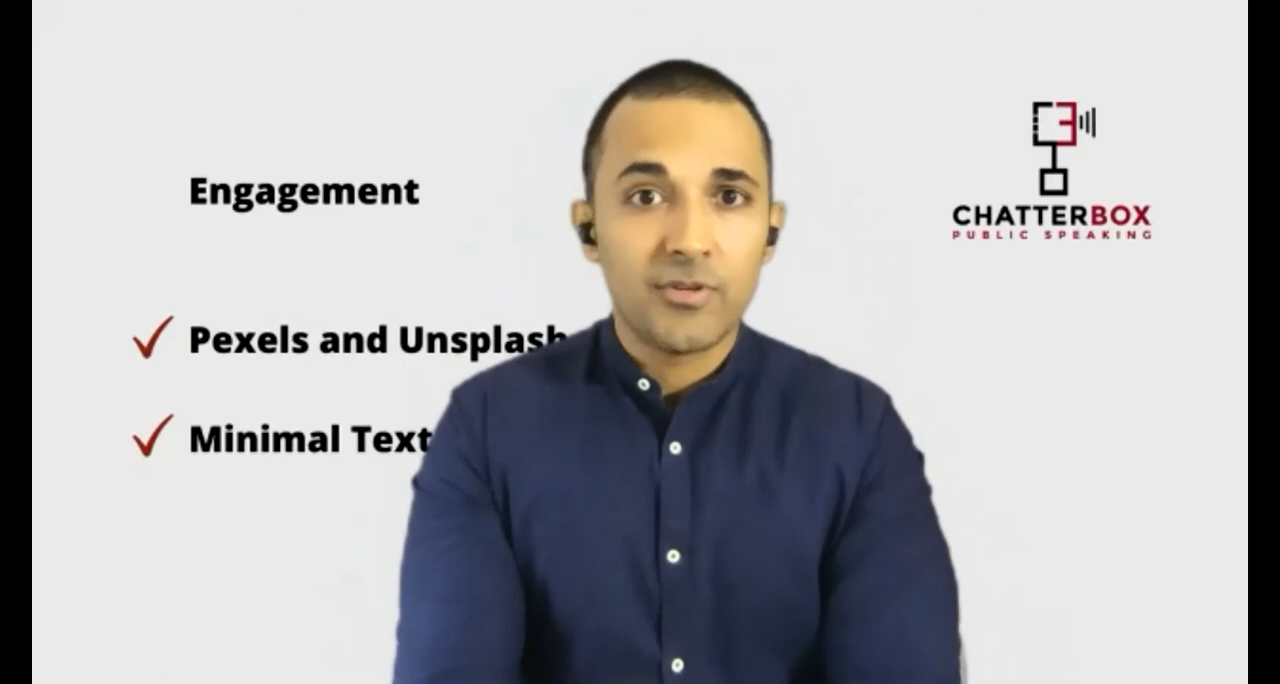 Engagement
CHATTERBOX
PUBLIC SPEAKING
Pexels and Unsplash
Minimal Text